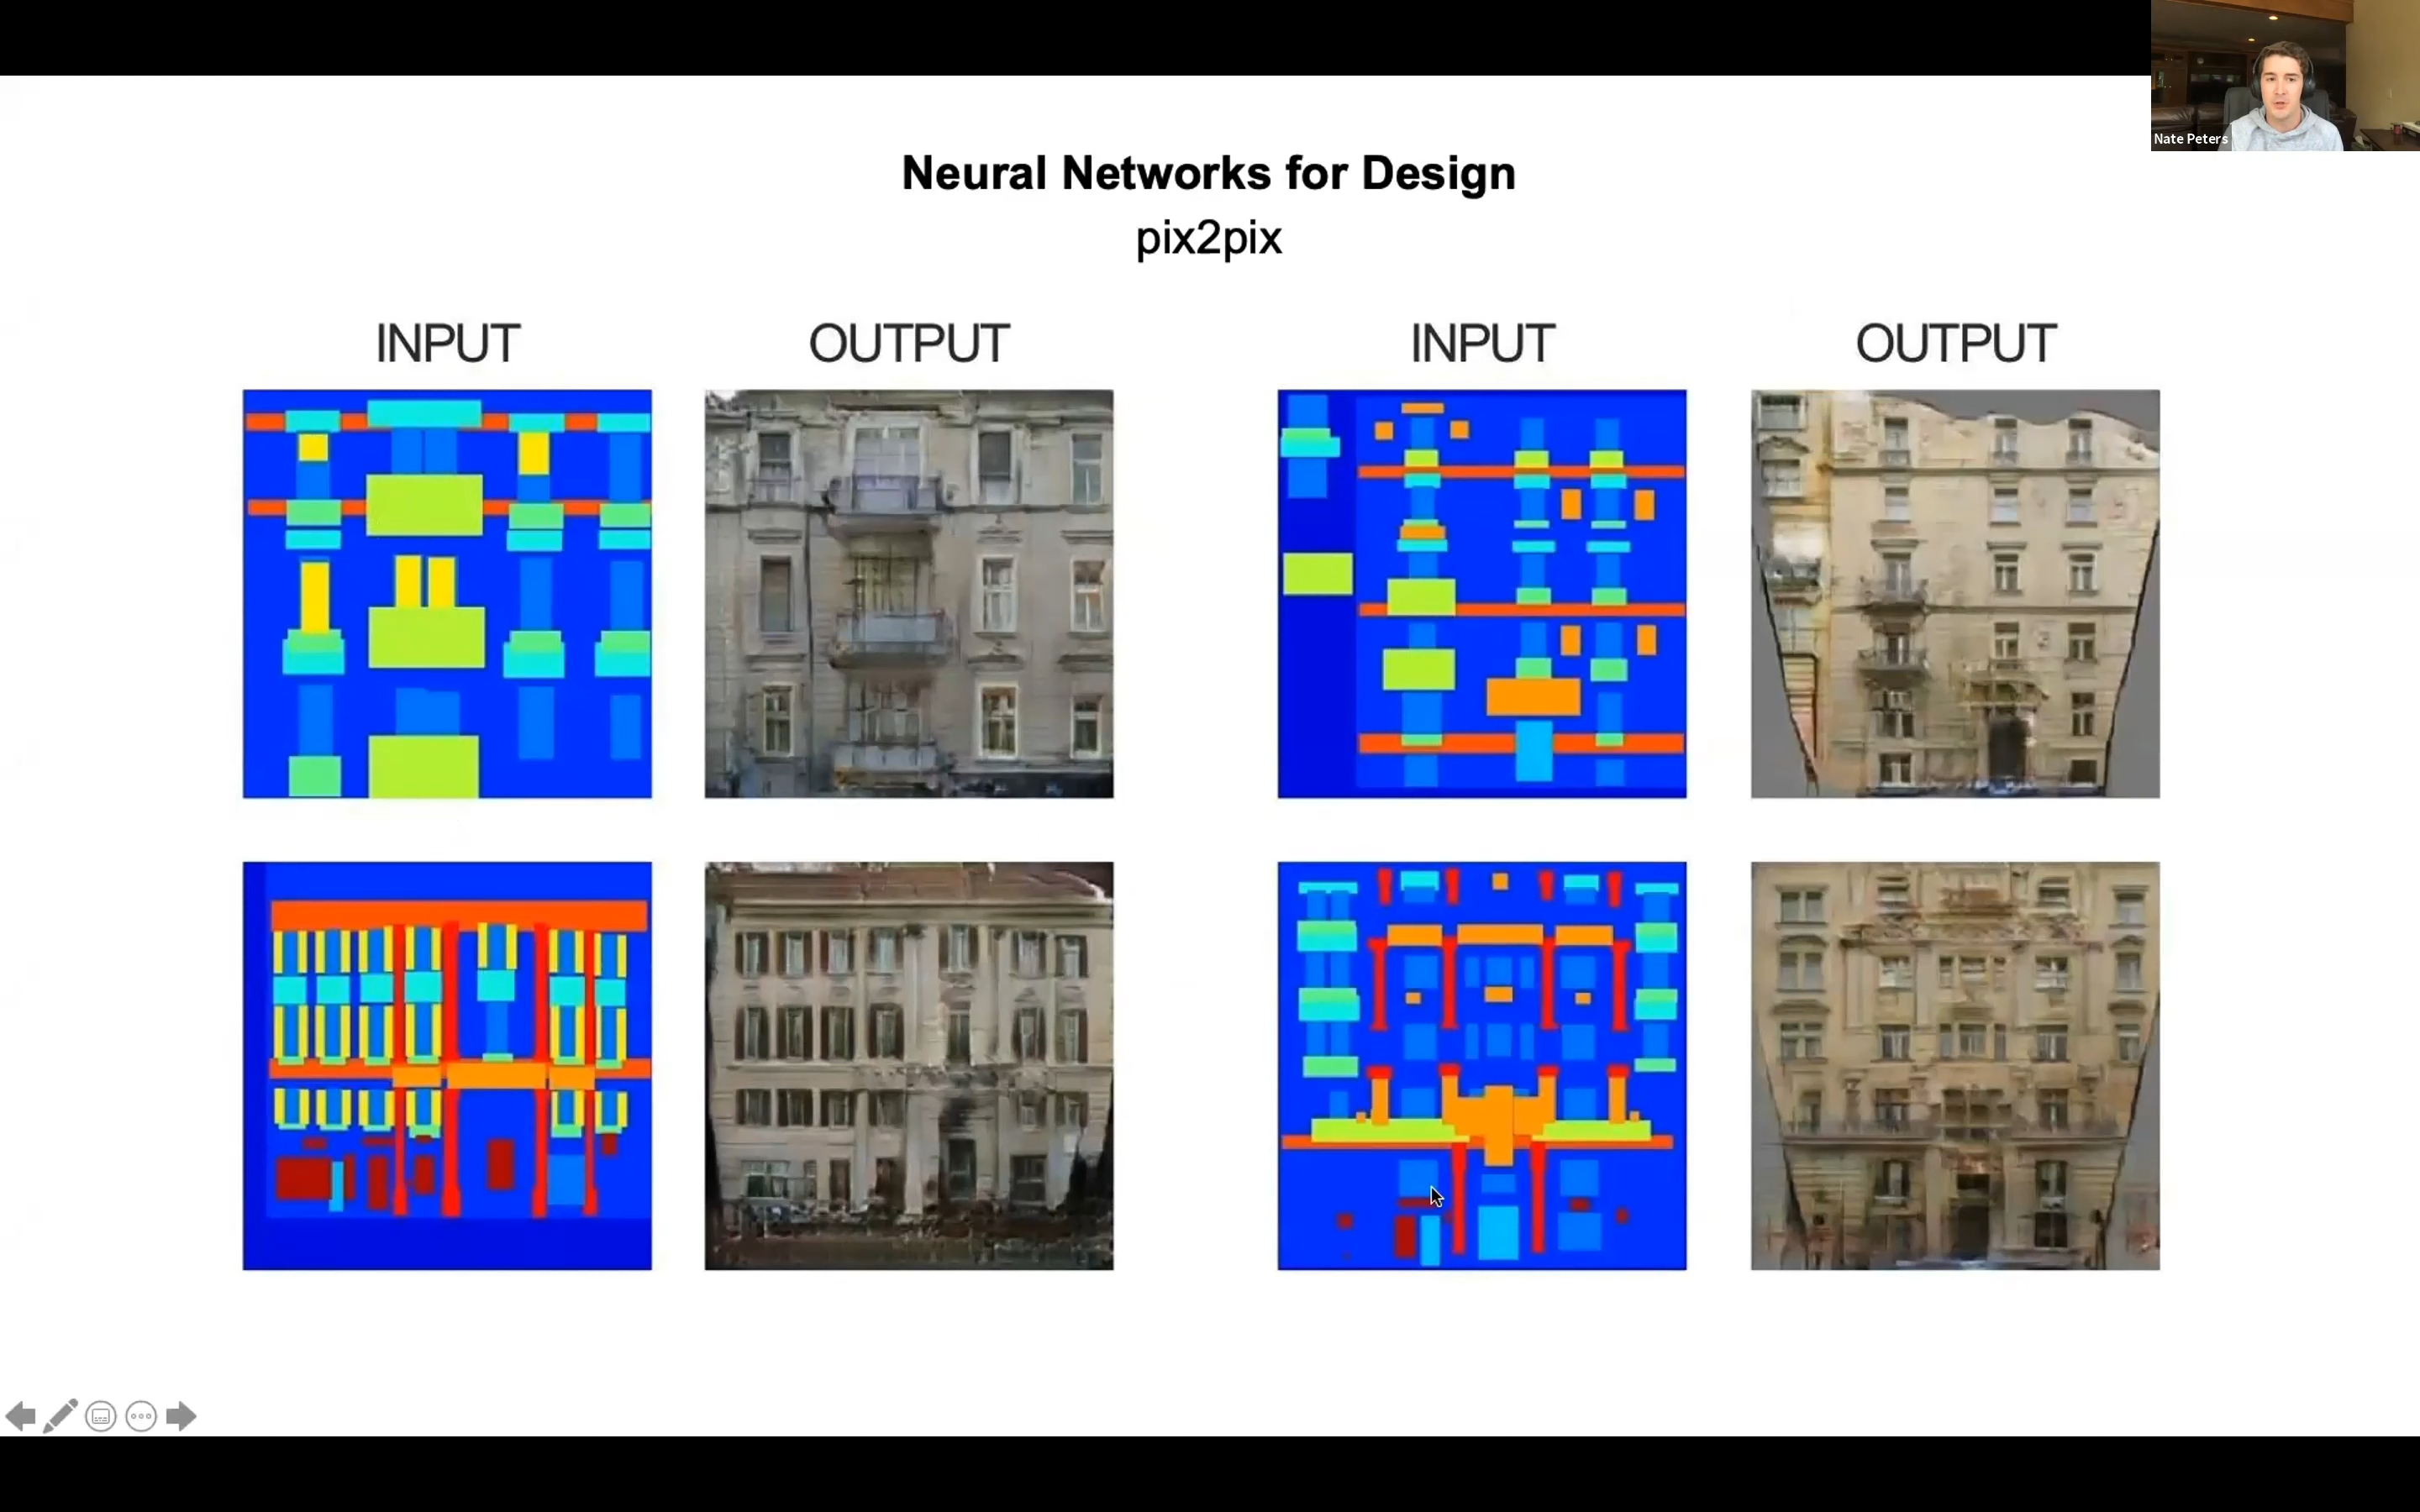 Nate Peters
Neural Networks for Design
pix2pix
INPUT
OUTPUT
INPUT
OUTPUT